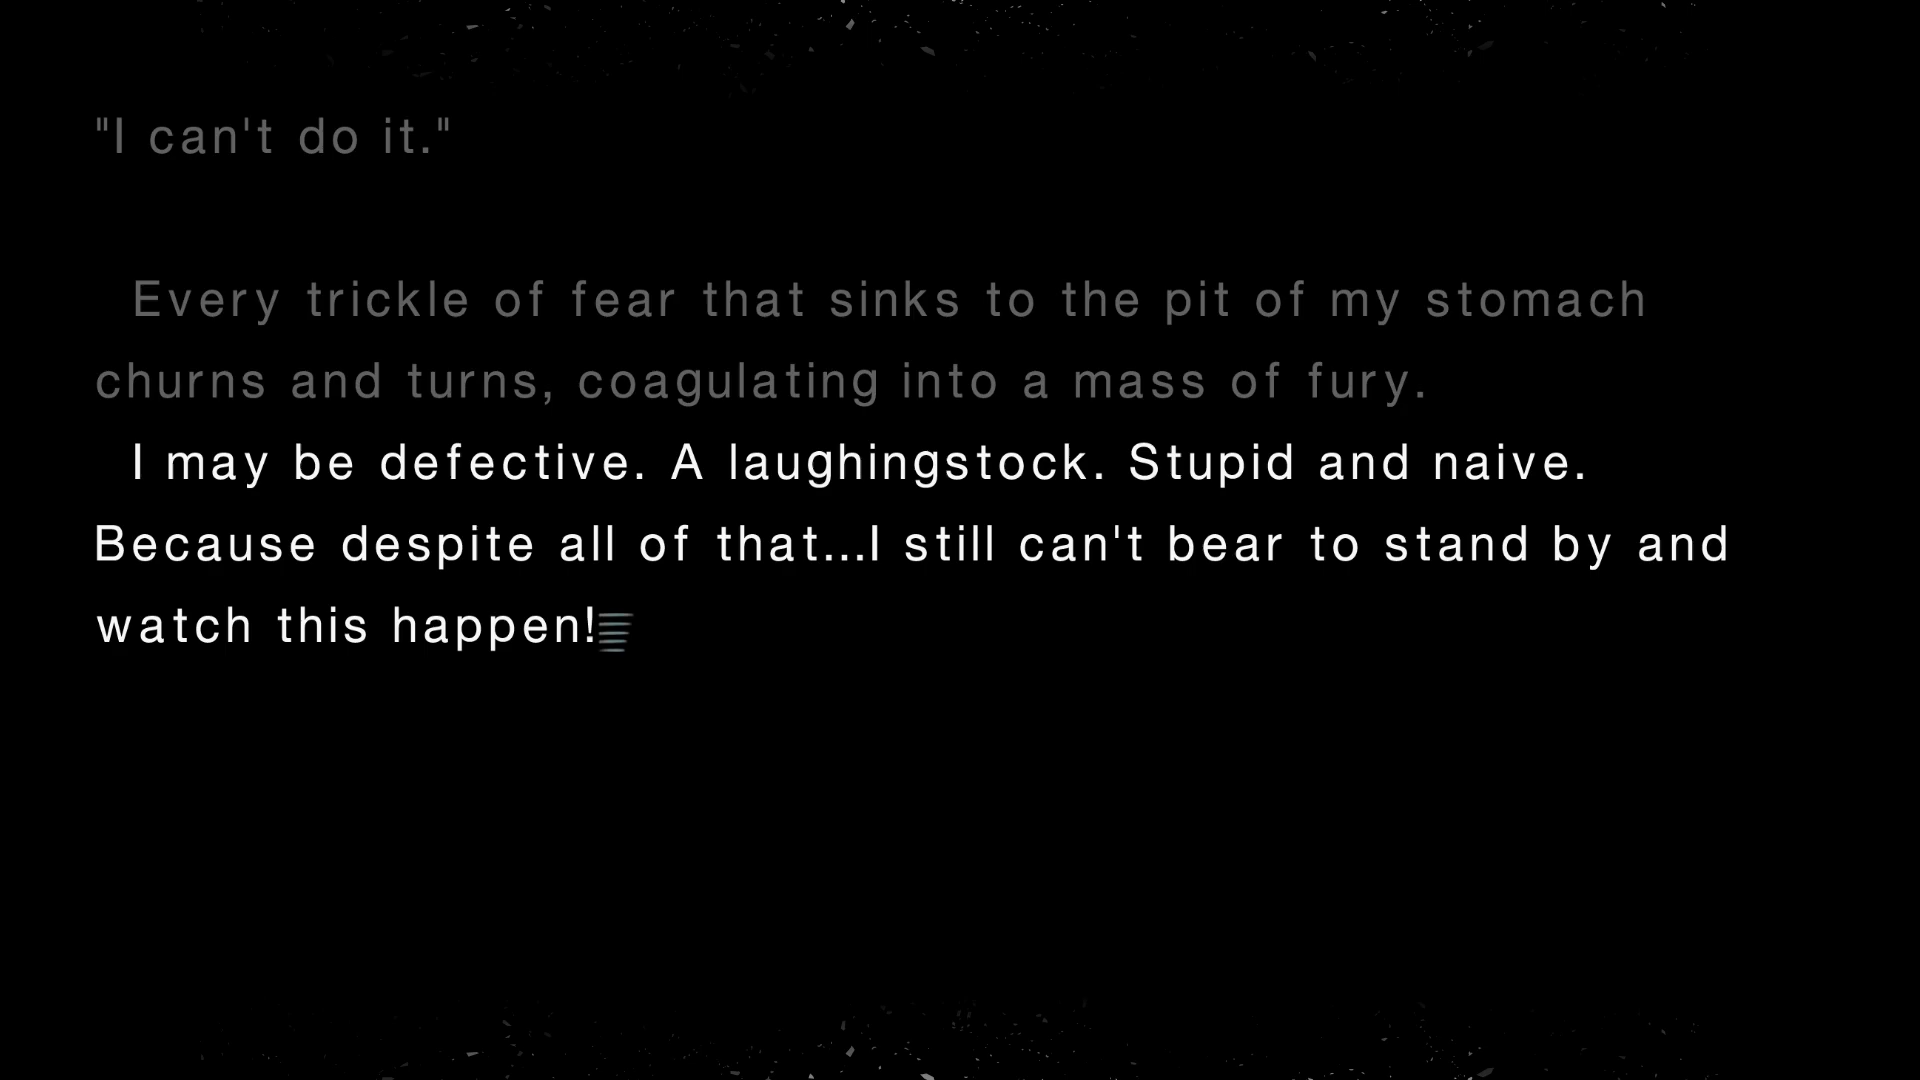 "I can't do it."
Every trickle of fear that sinks to the pit of my stomach
churns and turns, coagulating into a mass of fury.
I may be defective. A laughingstock. Stupid and naive.
Because despite all of that...I still can't bear to stand by and
watch this happen!